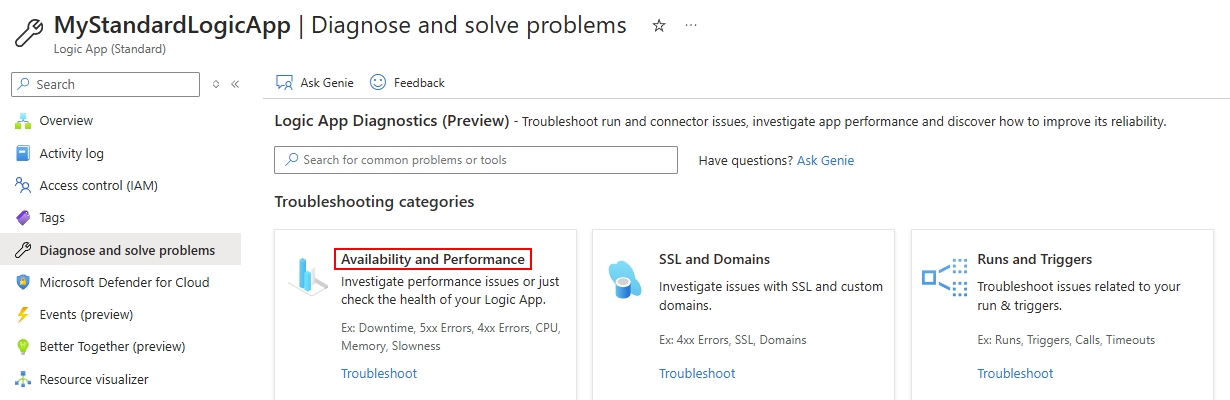 MyStandardLogicApp | Diagnose and solve problems ☆ ···
Logic App (Standard)
Search
Overview
Activity log
Access control (IAM)
Tags
Diagnose and solve problems
Microsoft Defender for Cloud
Events (preview)
Better Together (preview)
Resource visualizer
Ask Genie Feedback
Logic App Diagnostics (Preview) - Troubleshoot run and connector issues, investigate app performance and discover how to improve its reliability.
Search for common problems or tools
Have questions? Ask Genie
Troubleshooting categories
Availability and Performance
Investigate performance issues or just
check the health of your Logic App.
Ex: Downtime, 5xx Errors, 4xx Errors, CPU,
Memory, Slowness
Troubleshoot
SSL and Domains
Investigate issues with SSL and custom
domains.
Ex: 4xx Errors, SSL, Domains
Troubleshoot
Runs and Triggers
Troubleshoot issues related to your
run & triggers.
Ex: Runs, Triggers, Calls, Timeouts
Troubleshoot